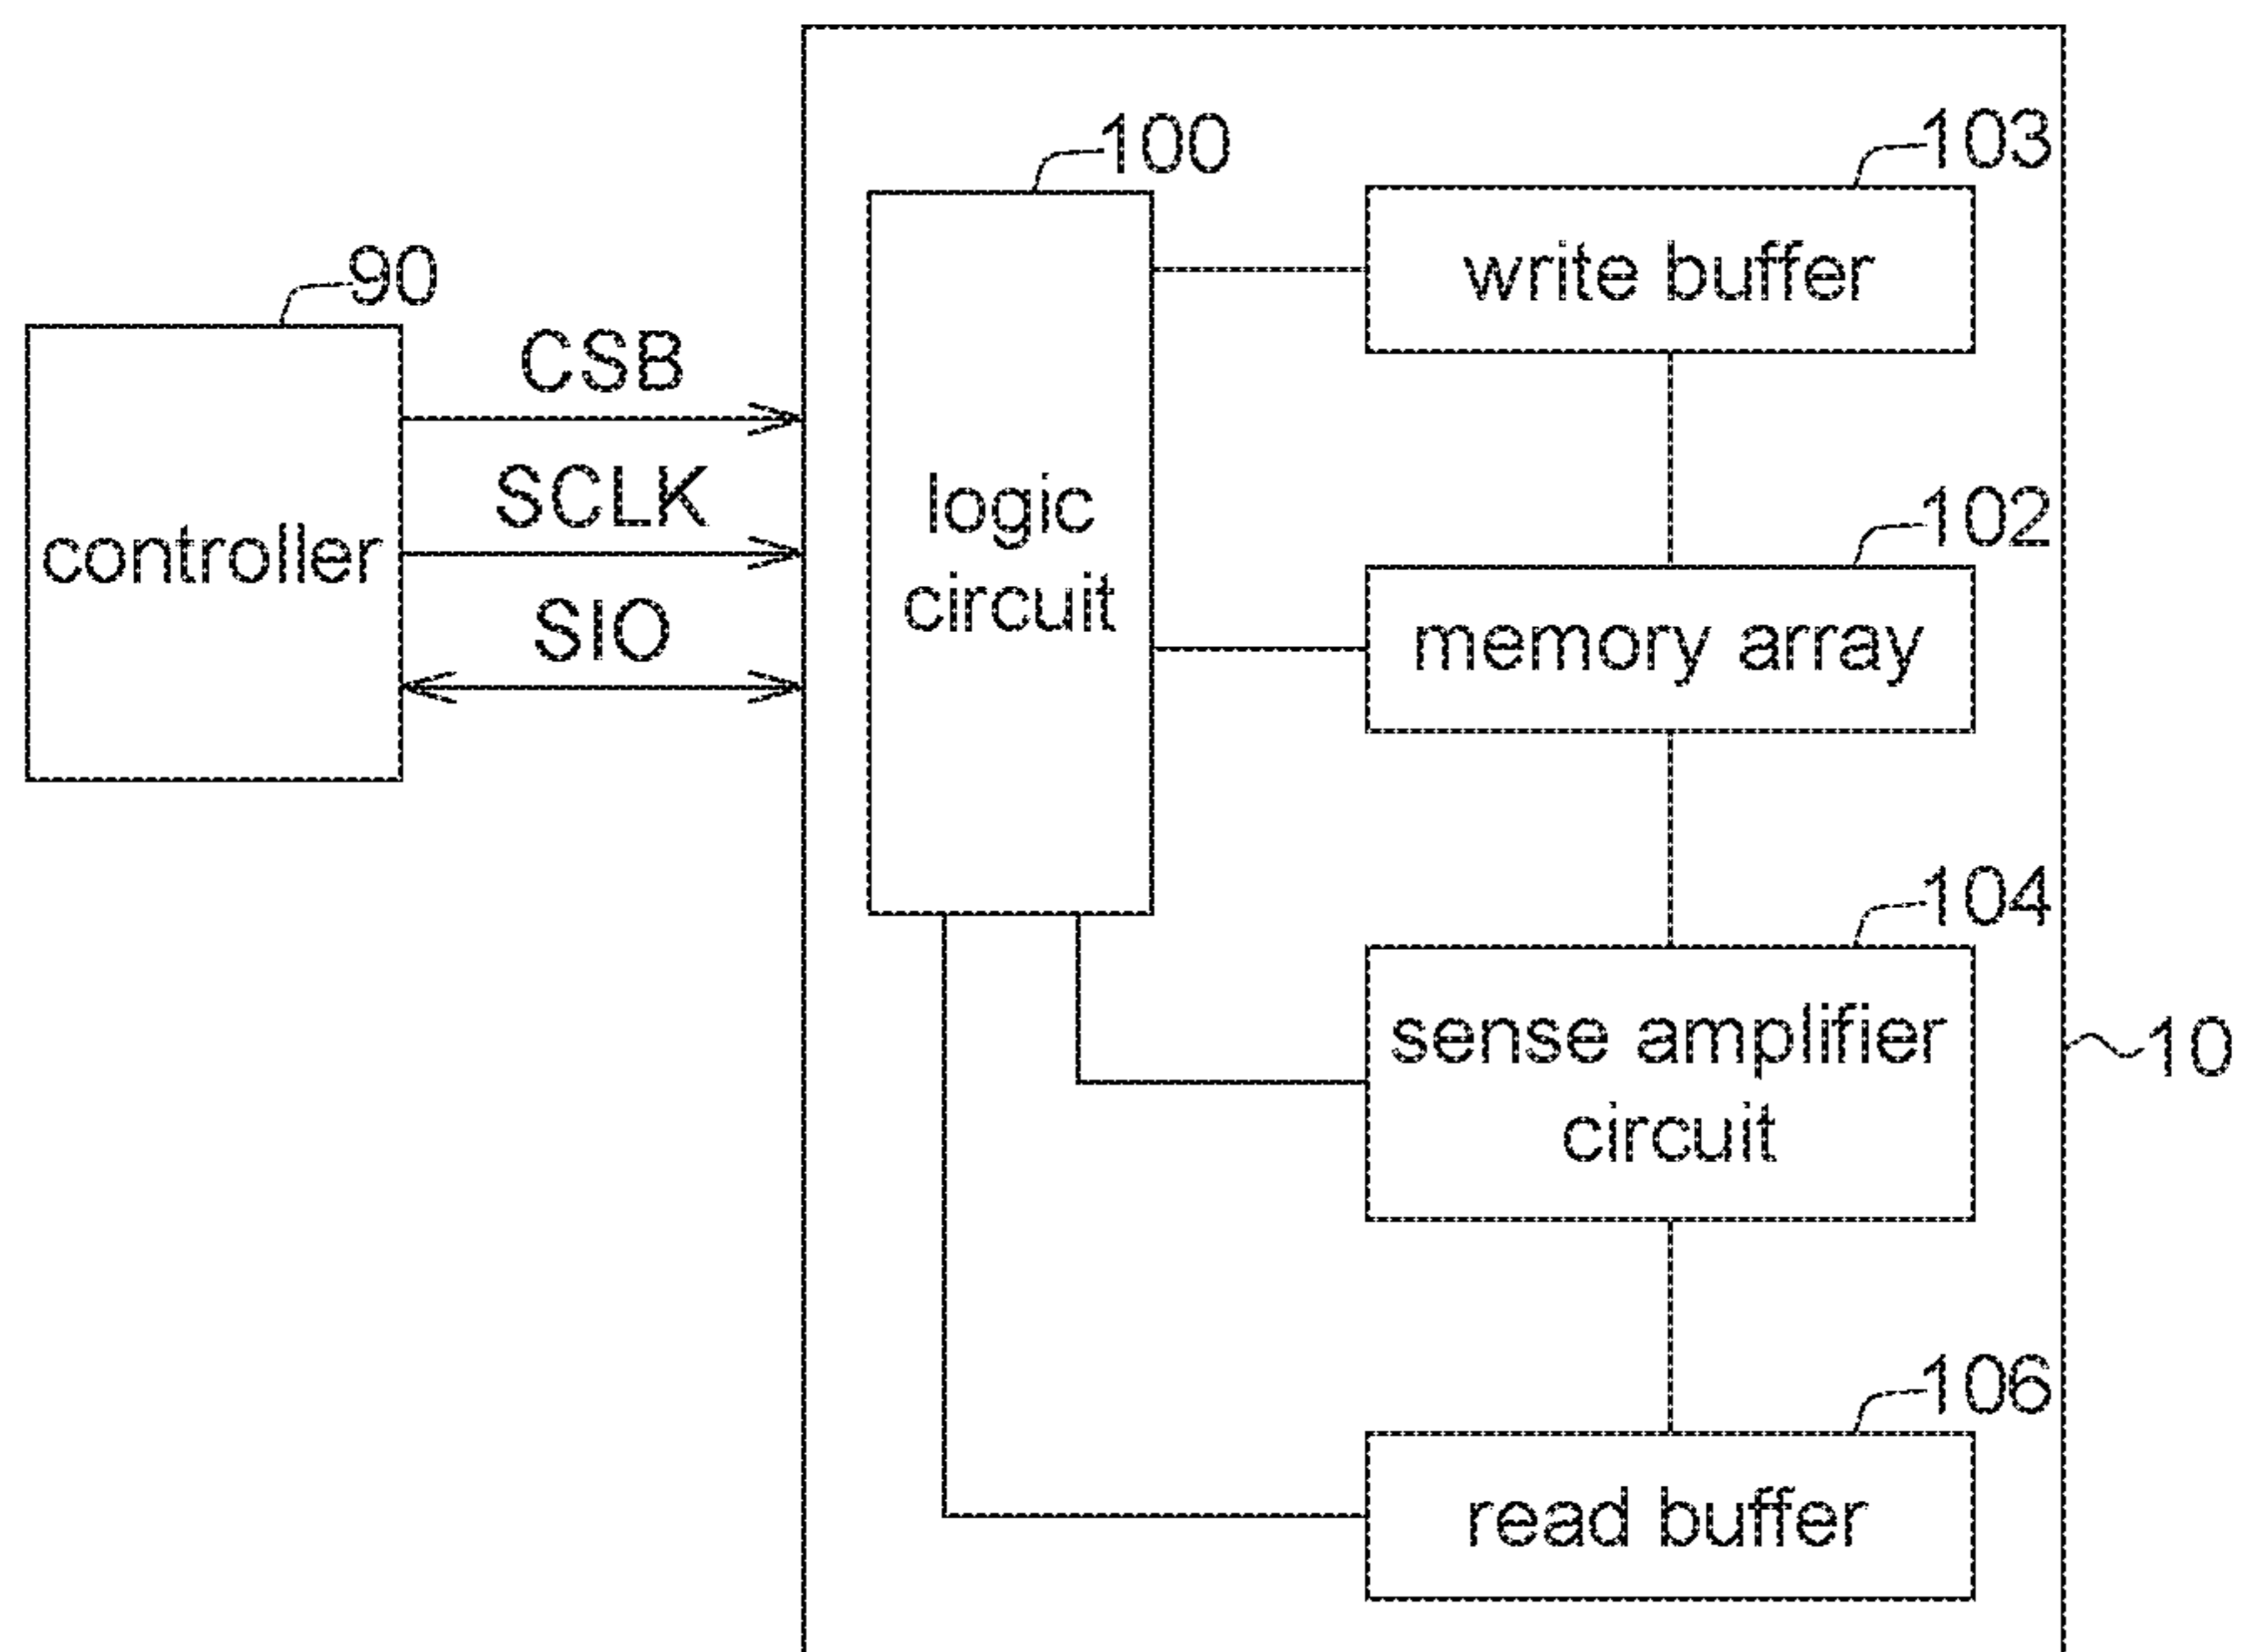 100
103
90
write buffer
CSB
SCLK
controller
SIO
logic
circuit
102
memory array
104
sense amplifier
circuit
10
106
read buffer